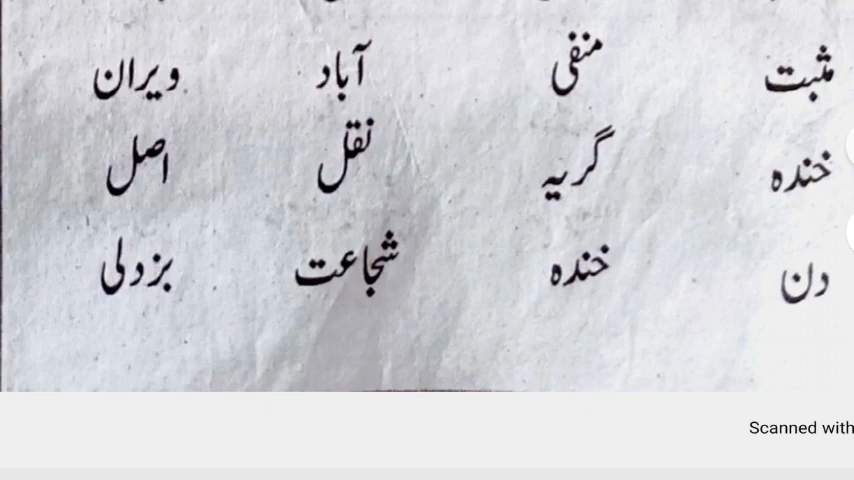 مثبت منفی آباد ویران
خندہ گریہ نقل اصل
دن خندہ شجاعت بزدلی
Scanned with